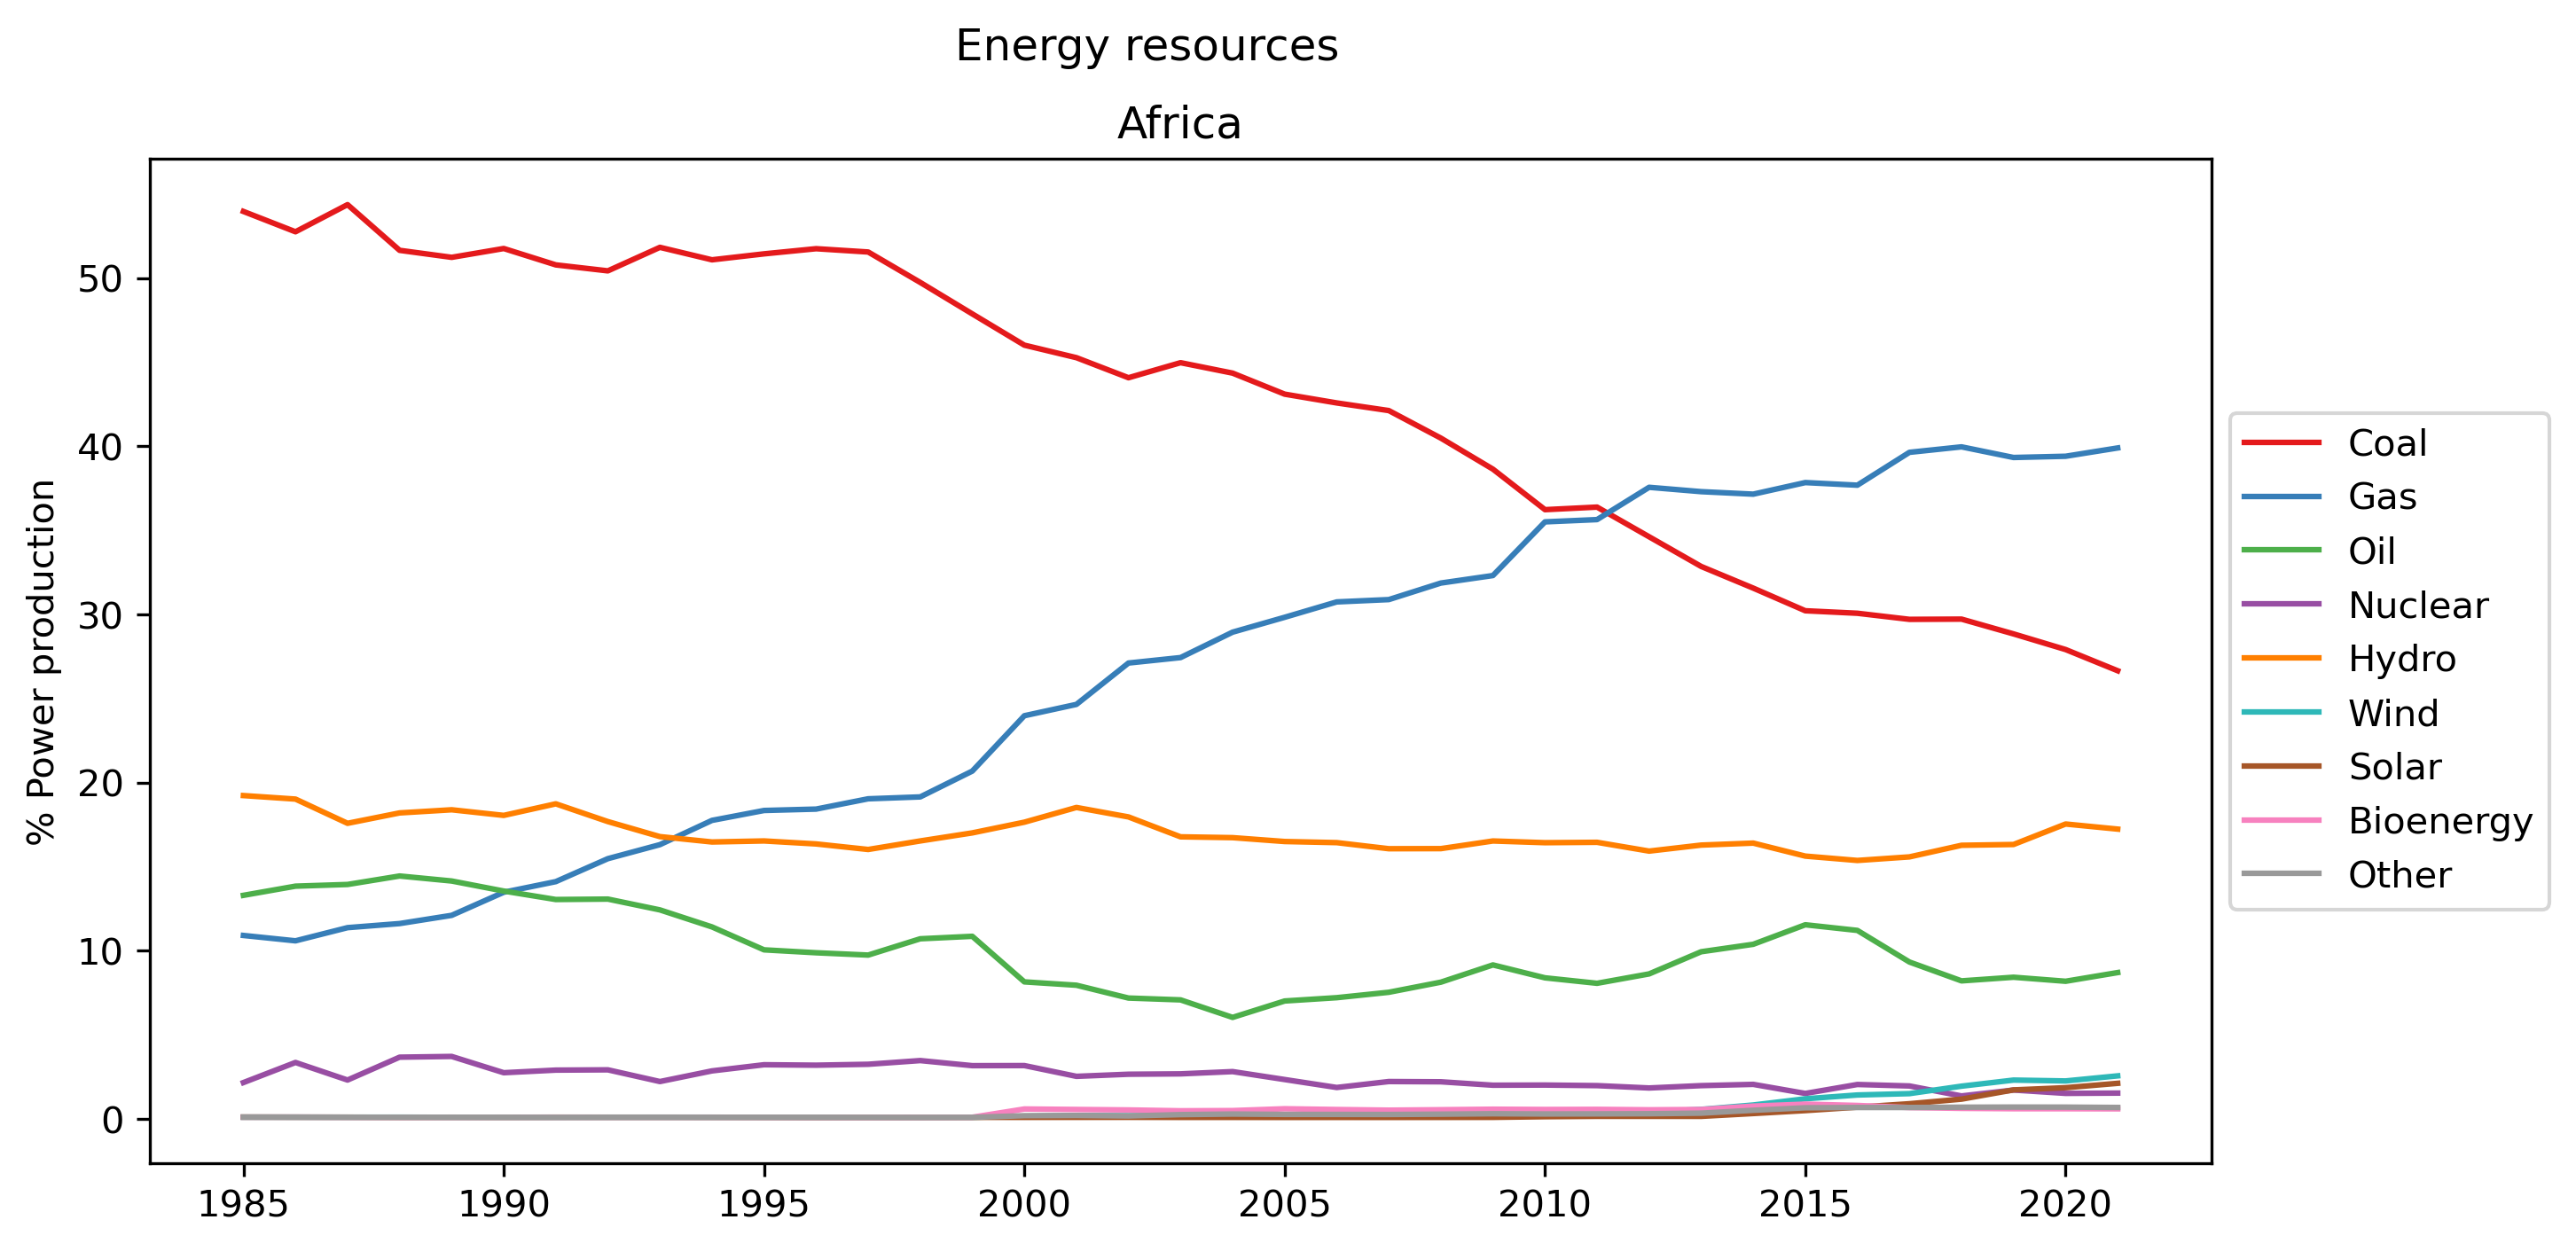 Energy resources
Africa
% Power production
50
40
30
20
10
0
1985 1990 1995 2000 2005 2010 2015 2020
Coal
Gas
Oil
Nuclear
Hydro
Wind
Solar
Bioenergy
Other